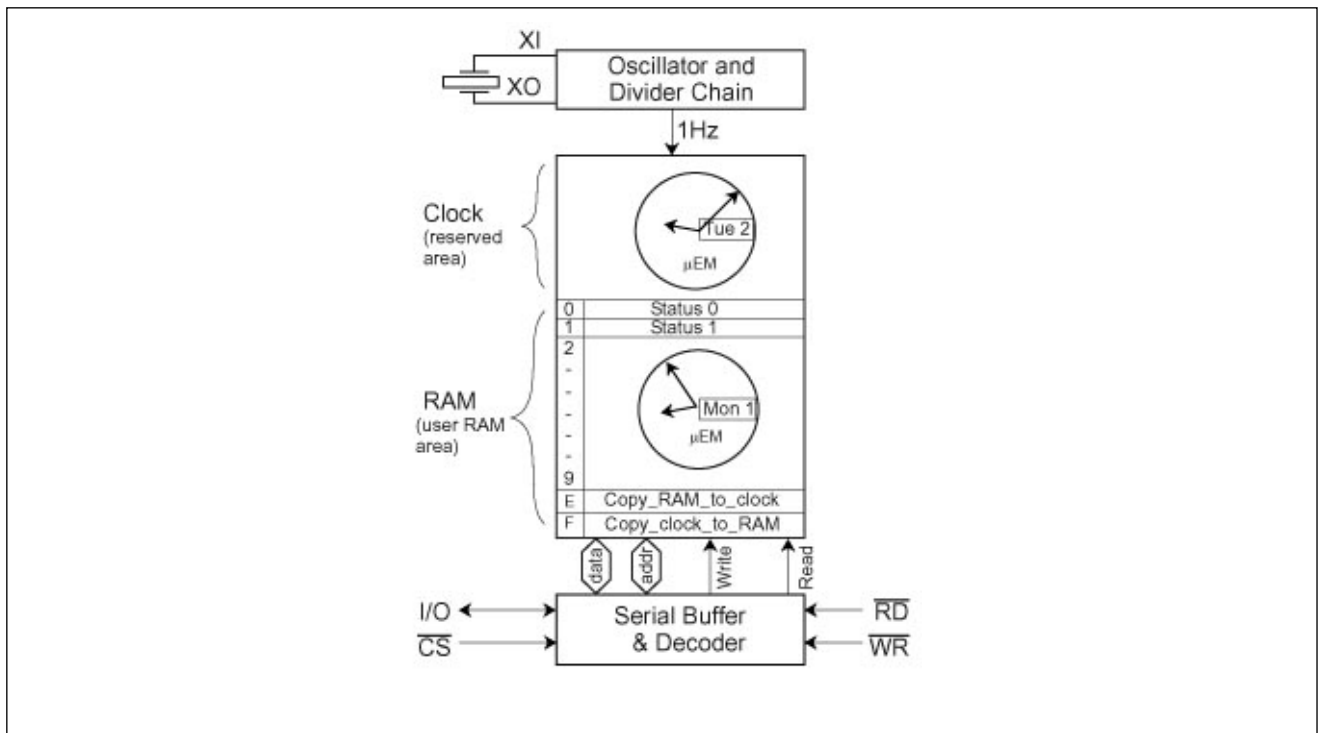 XI
XO
Oscillator and
Divider Chain
1Hz
Clock
(reserved
area)
Tue 2
μEM
0 Status 0
1 Status 1
RAM
(user RAM
area)
2
-
-
-
-
-
9
Mon 1
μEM
E Copy_RAM_to_clock
F Copy_clock_to_RAM
data
addr
Write
Read
I/O
CS
Serial Buffer
& Decoder
RD
WR